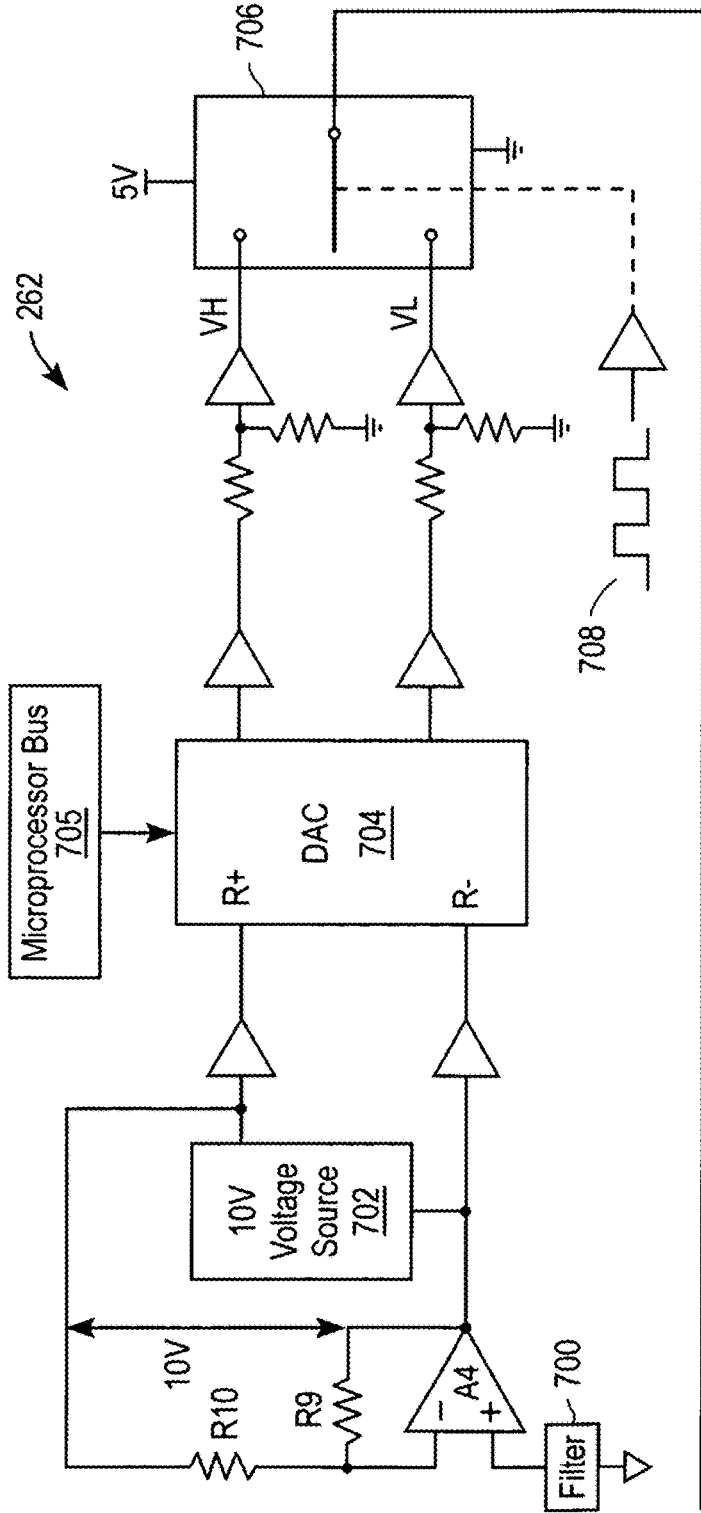 262
Microprocessor Bus
705
5V
706
VH
VL
R+
R-
DAC
704
10V
Voltage
Source
702
10V
R10
R9
A4
−
+
Filter
700
708